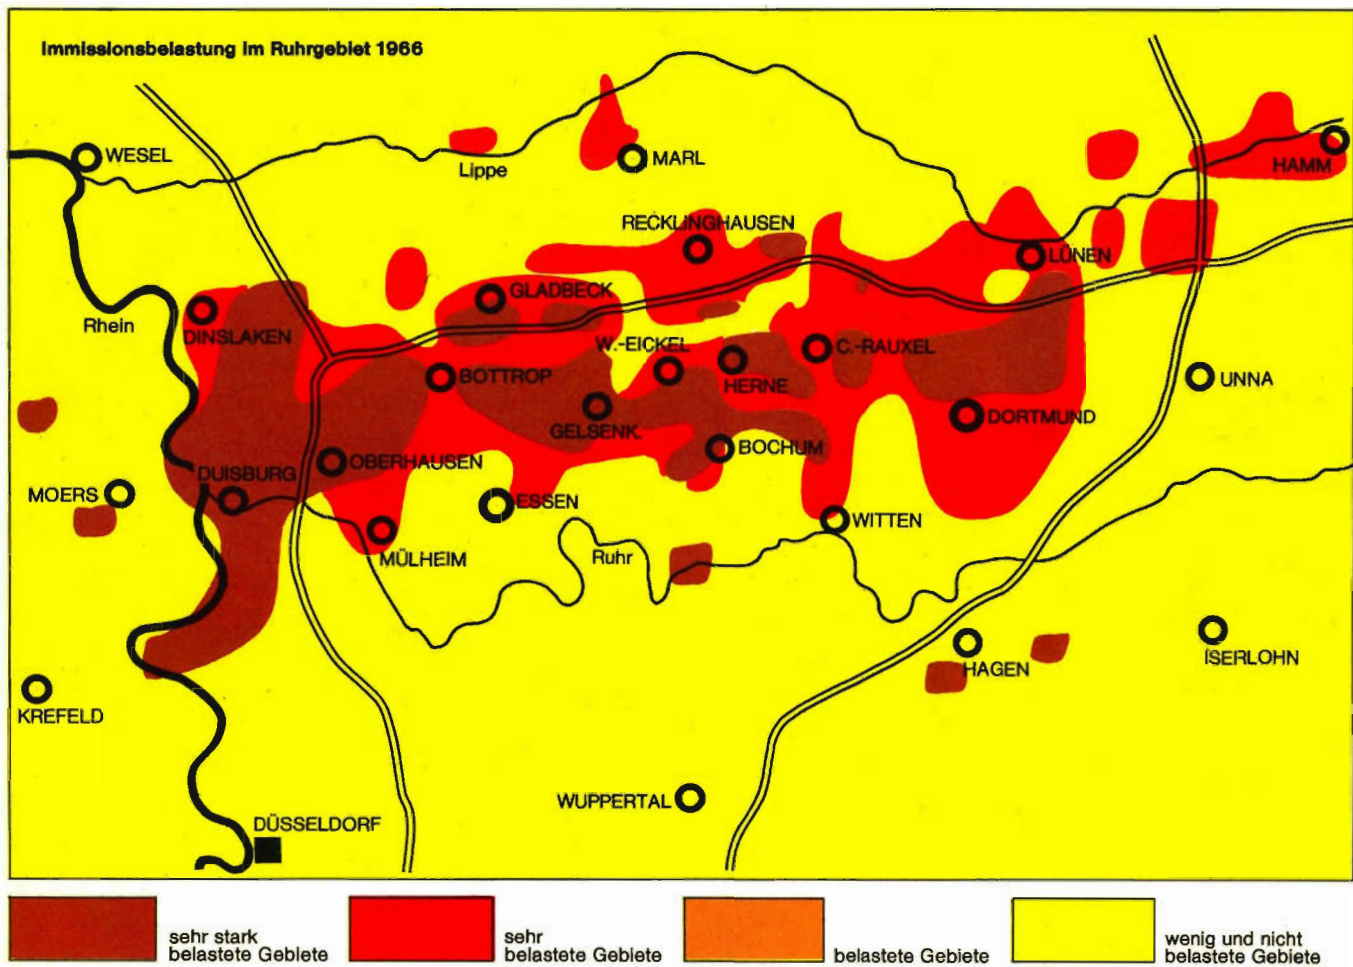 Immissionsbelastung im Ruhrgebiet 1966
WESEL
Lippe
MARL
HAMM
RECKLINGHAUSEN
LÜNEN
Rhein
DINSLAKEN
GLADBECK
W.-EICKEL
C.-RAUXEL
HERNE
BOTTROP
UNNA
GELSENK.
DORTMUND
BOCHUM
MOERS
DUISBURG
OBERHAUSEN
ESSEN
WITTEN
MÜLHEIM
Ruhr
HAGEN
ISERLOHN
KREFELD
WUPPERTAL
DÜSSELDORF
sehr stark
belastete Gebiete
sehr
belastete Gebiete
belastete Gebiete
wenig und nicht
belastete Gebiete